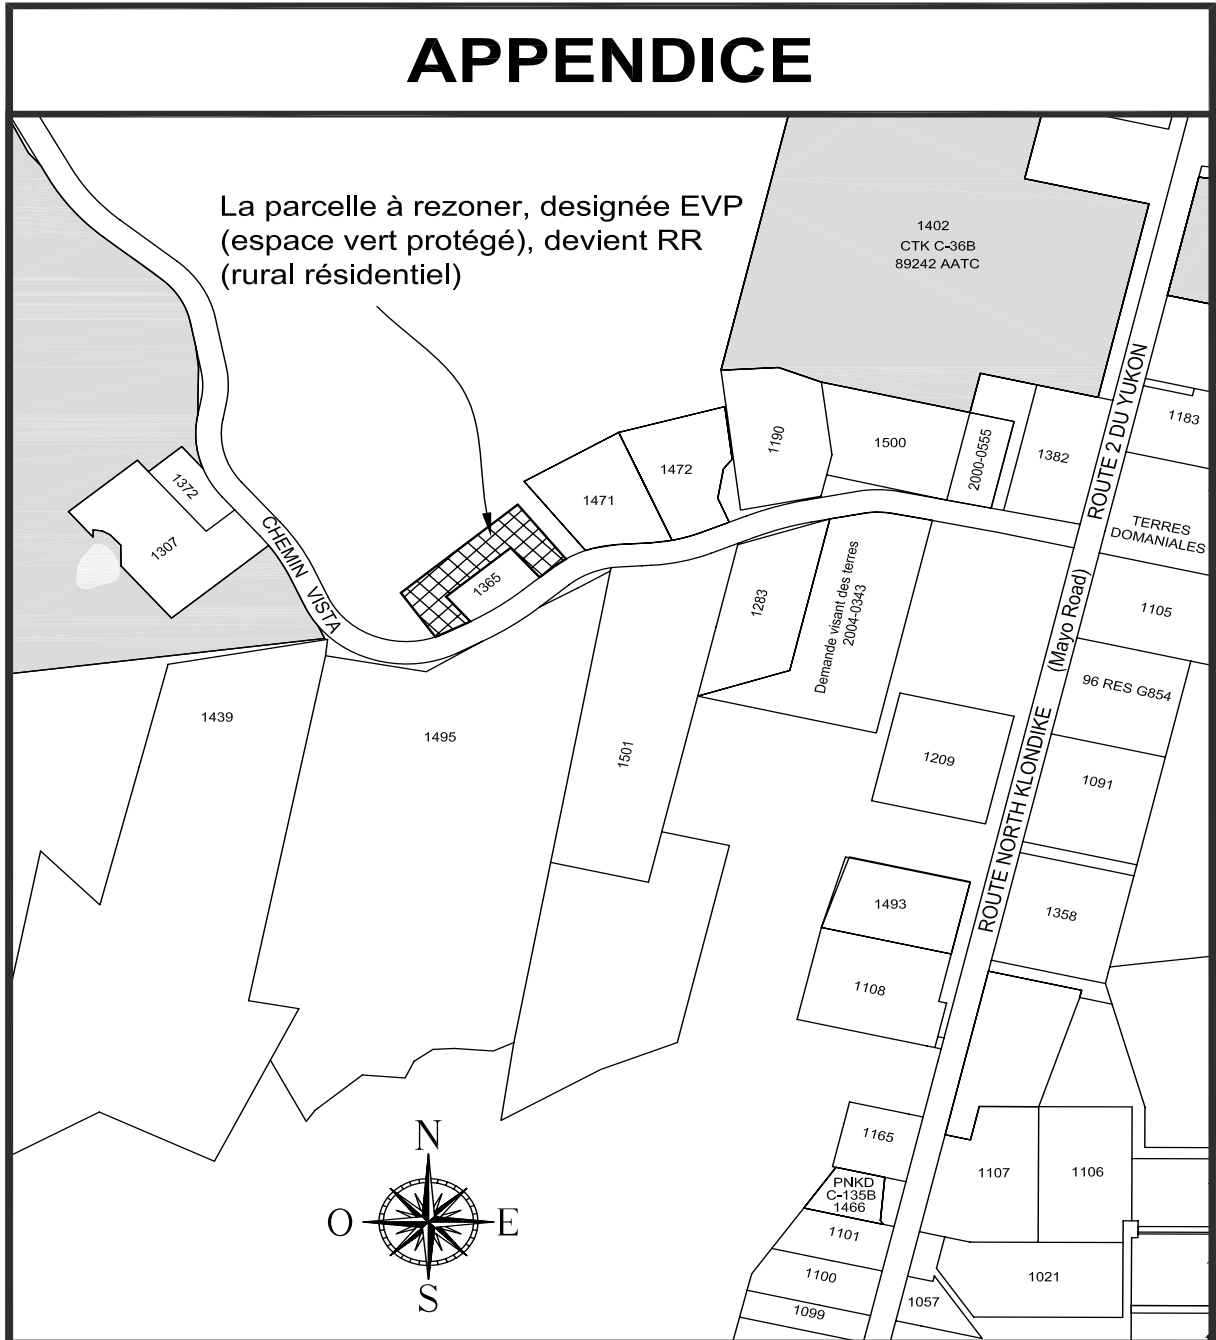 APPENDICE
La parcelle à rezoner, designée EVP
(espace vert protégé), devient RR
(rural résidentiel)
1402
CTK C-36B
89242 AATC
ROUTE 2 DU YUKON
1183
1190
1500
2000-0555
1382
1472
1471
1372
1307
CHEMIN VISTA
1365
TERRES
DOMANIALES
1283
Demande visant des terres
2004-0343
(Mayo Road)
1105
96 RES G854
1439
1495
1501
1209
1091
ROUTE NORTH KLONDIKE
1493
1358
1108
1165
1107
1106
PNKD
C-135B
1466
1101
1100
1099
1057
1021
N
O
E
S